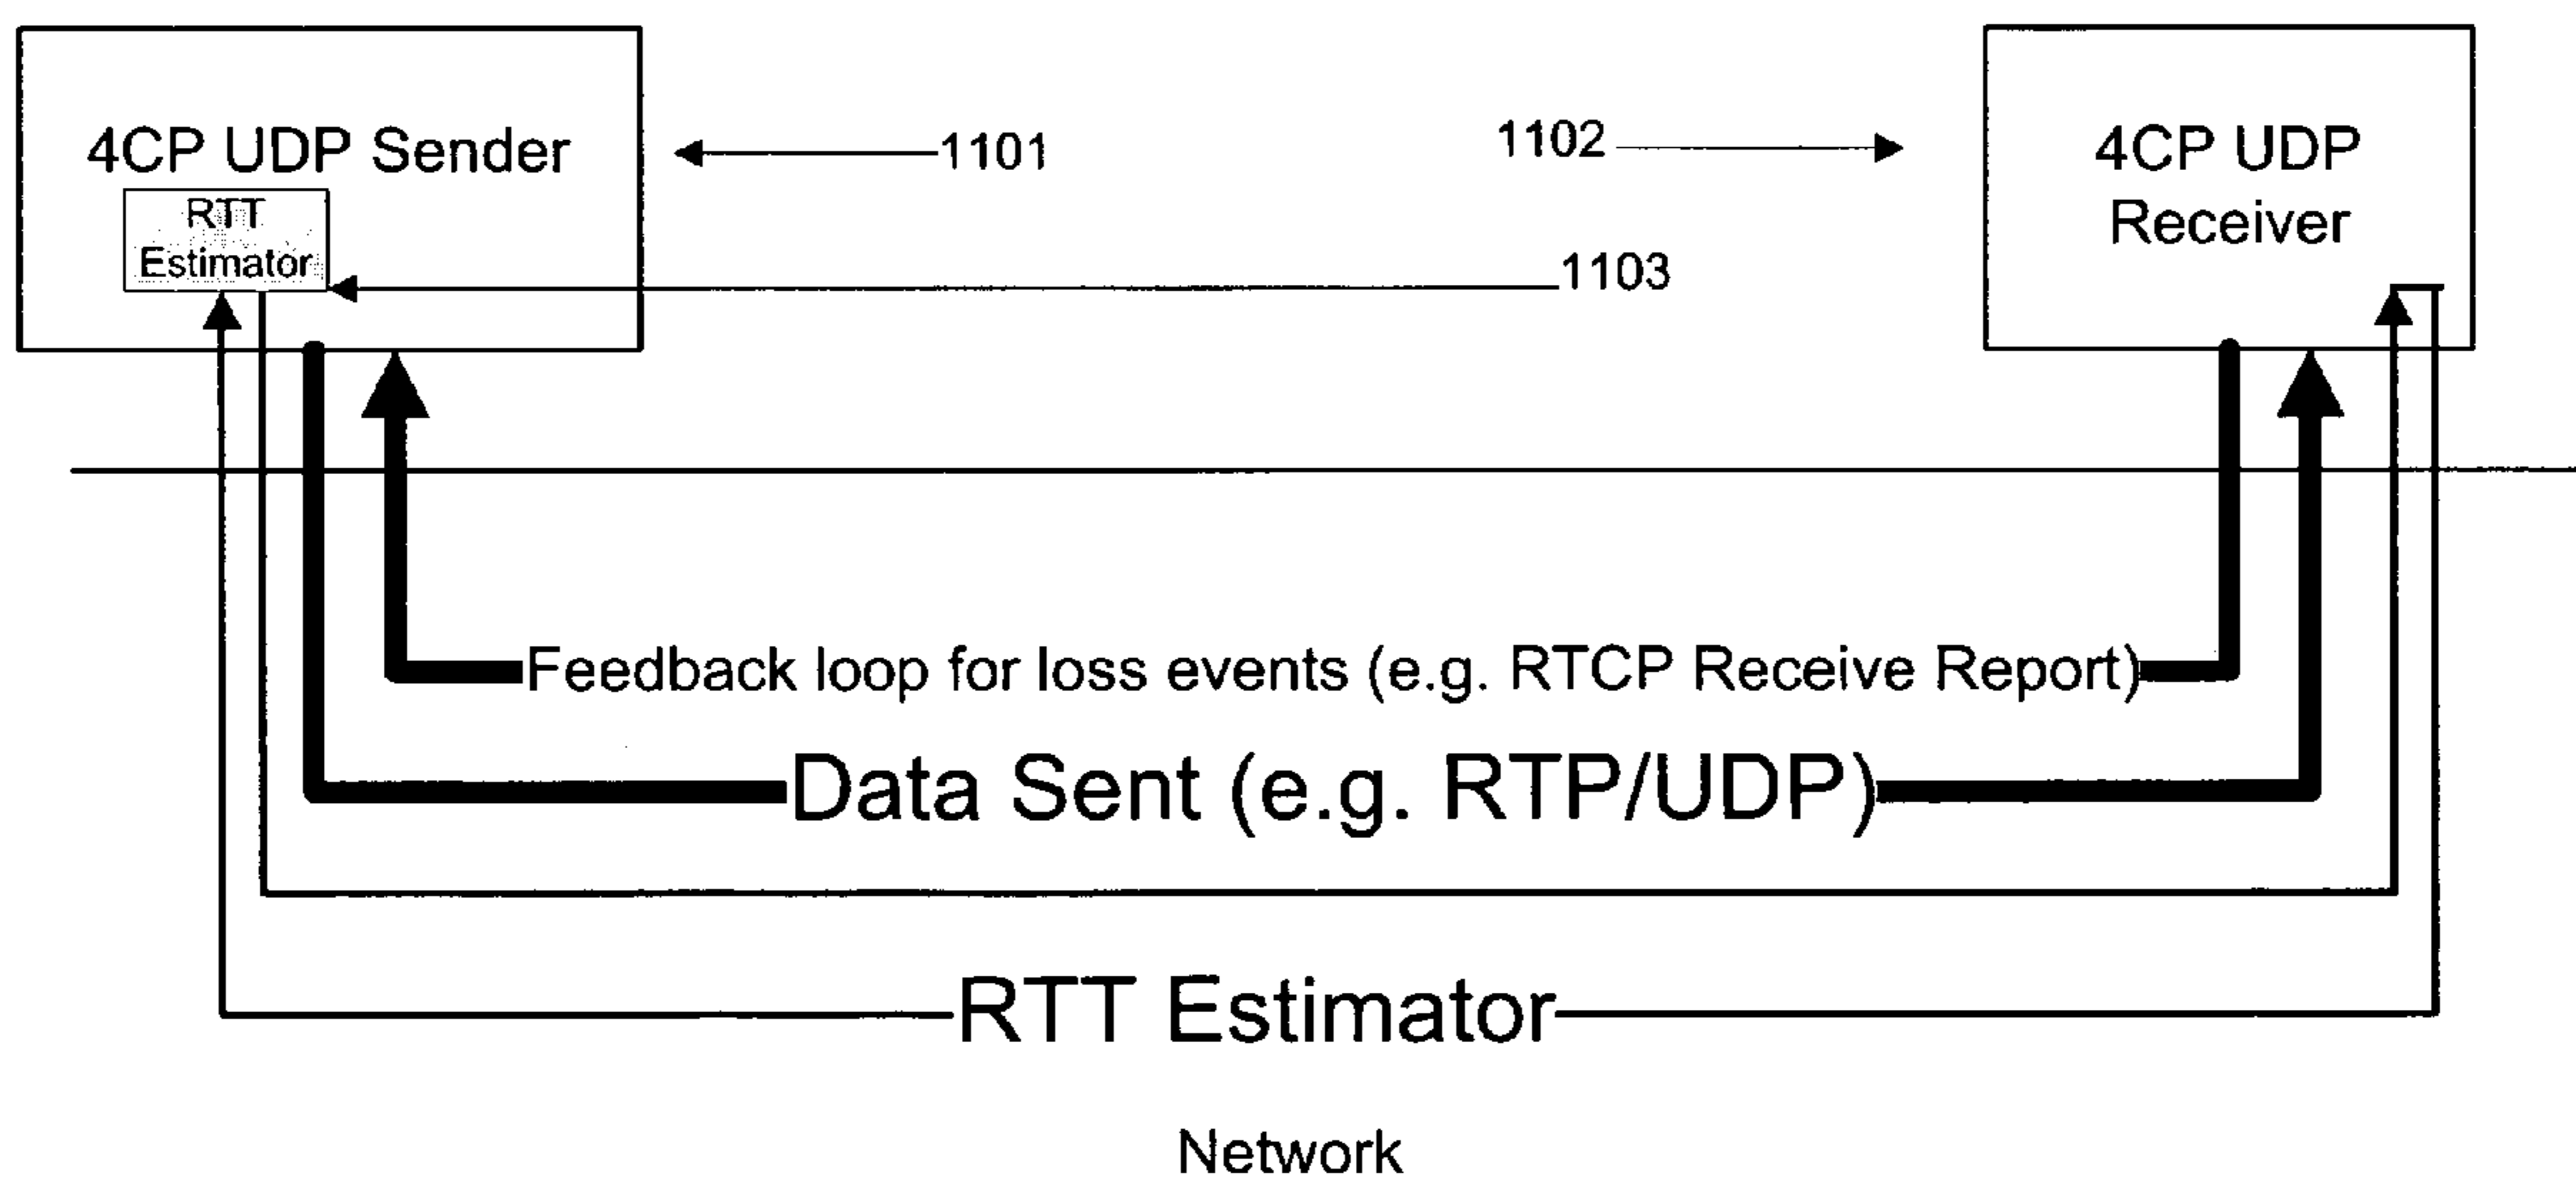 4CP UDP Sender
RTT
Estimator
1101
1102
1103
4CP UDP
Receiver
Feedback loop for loss events (e.g. RTCP Receive Report)
Data Sent (e.g. RTP/UDP)
RTT Estimator
Network